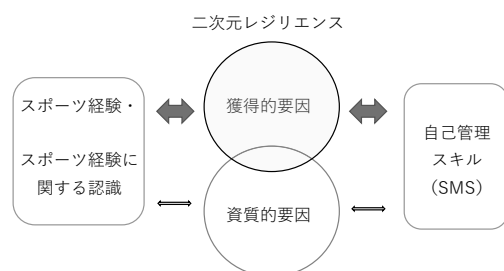 二次元レジリエンス
スポーツ経験・
スポーツ経験に
関する認識
獲得的要因
資質的要因
自己管理
スキル
（SMS）